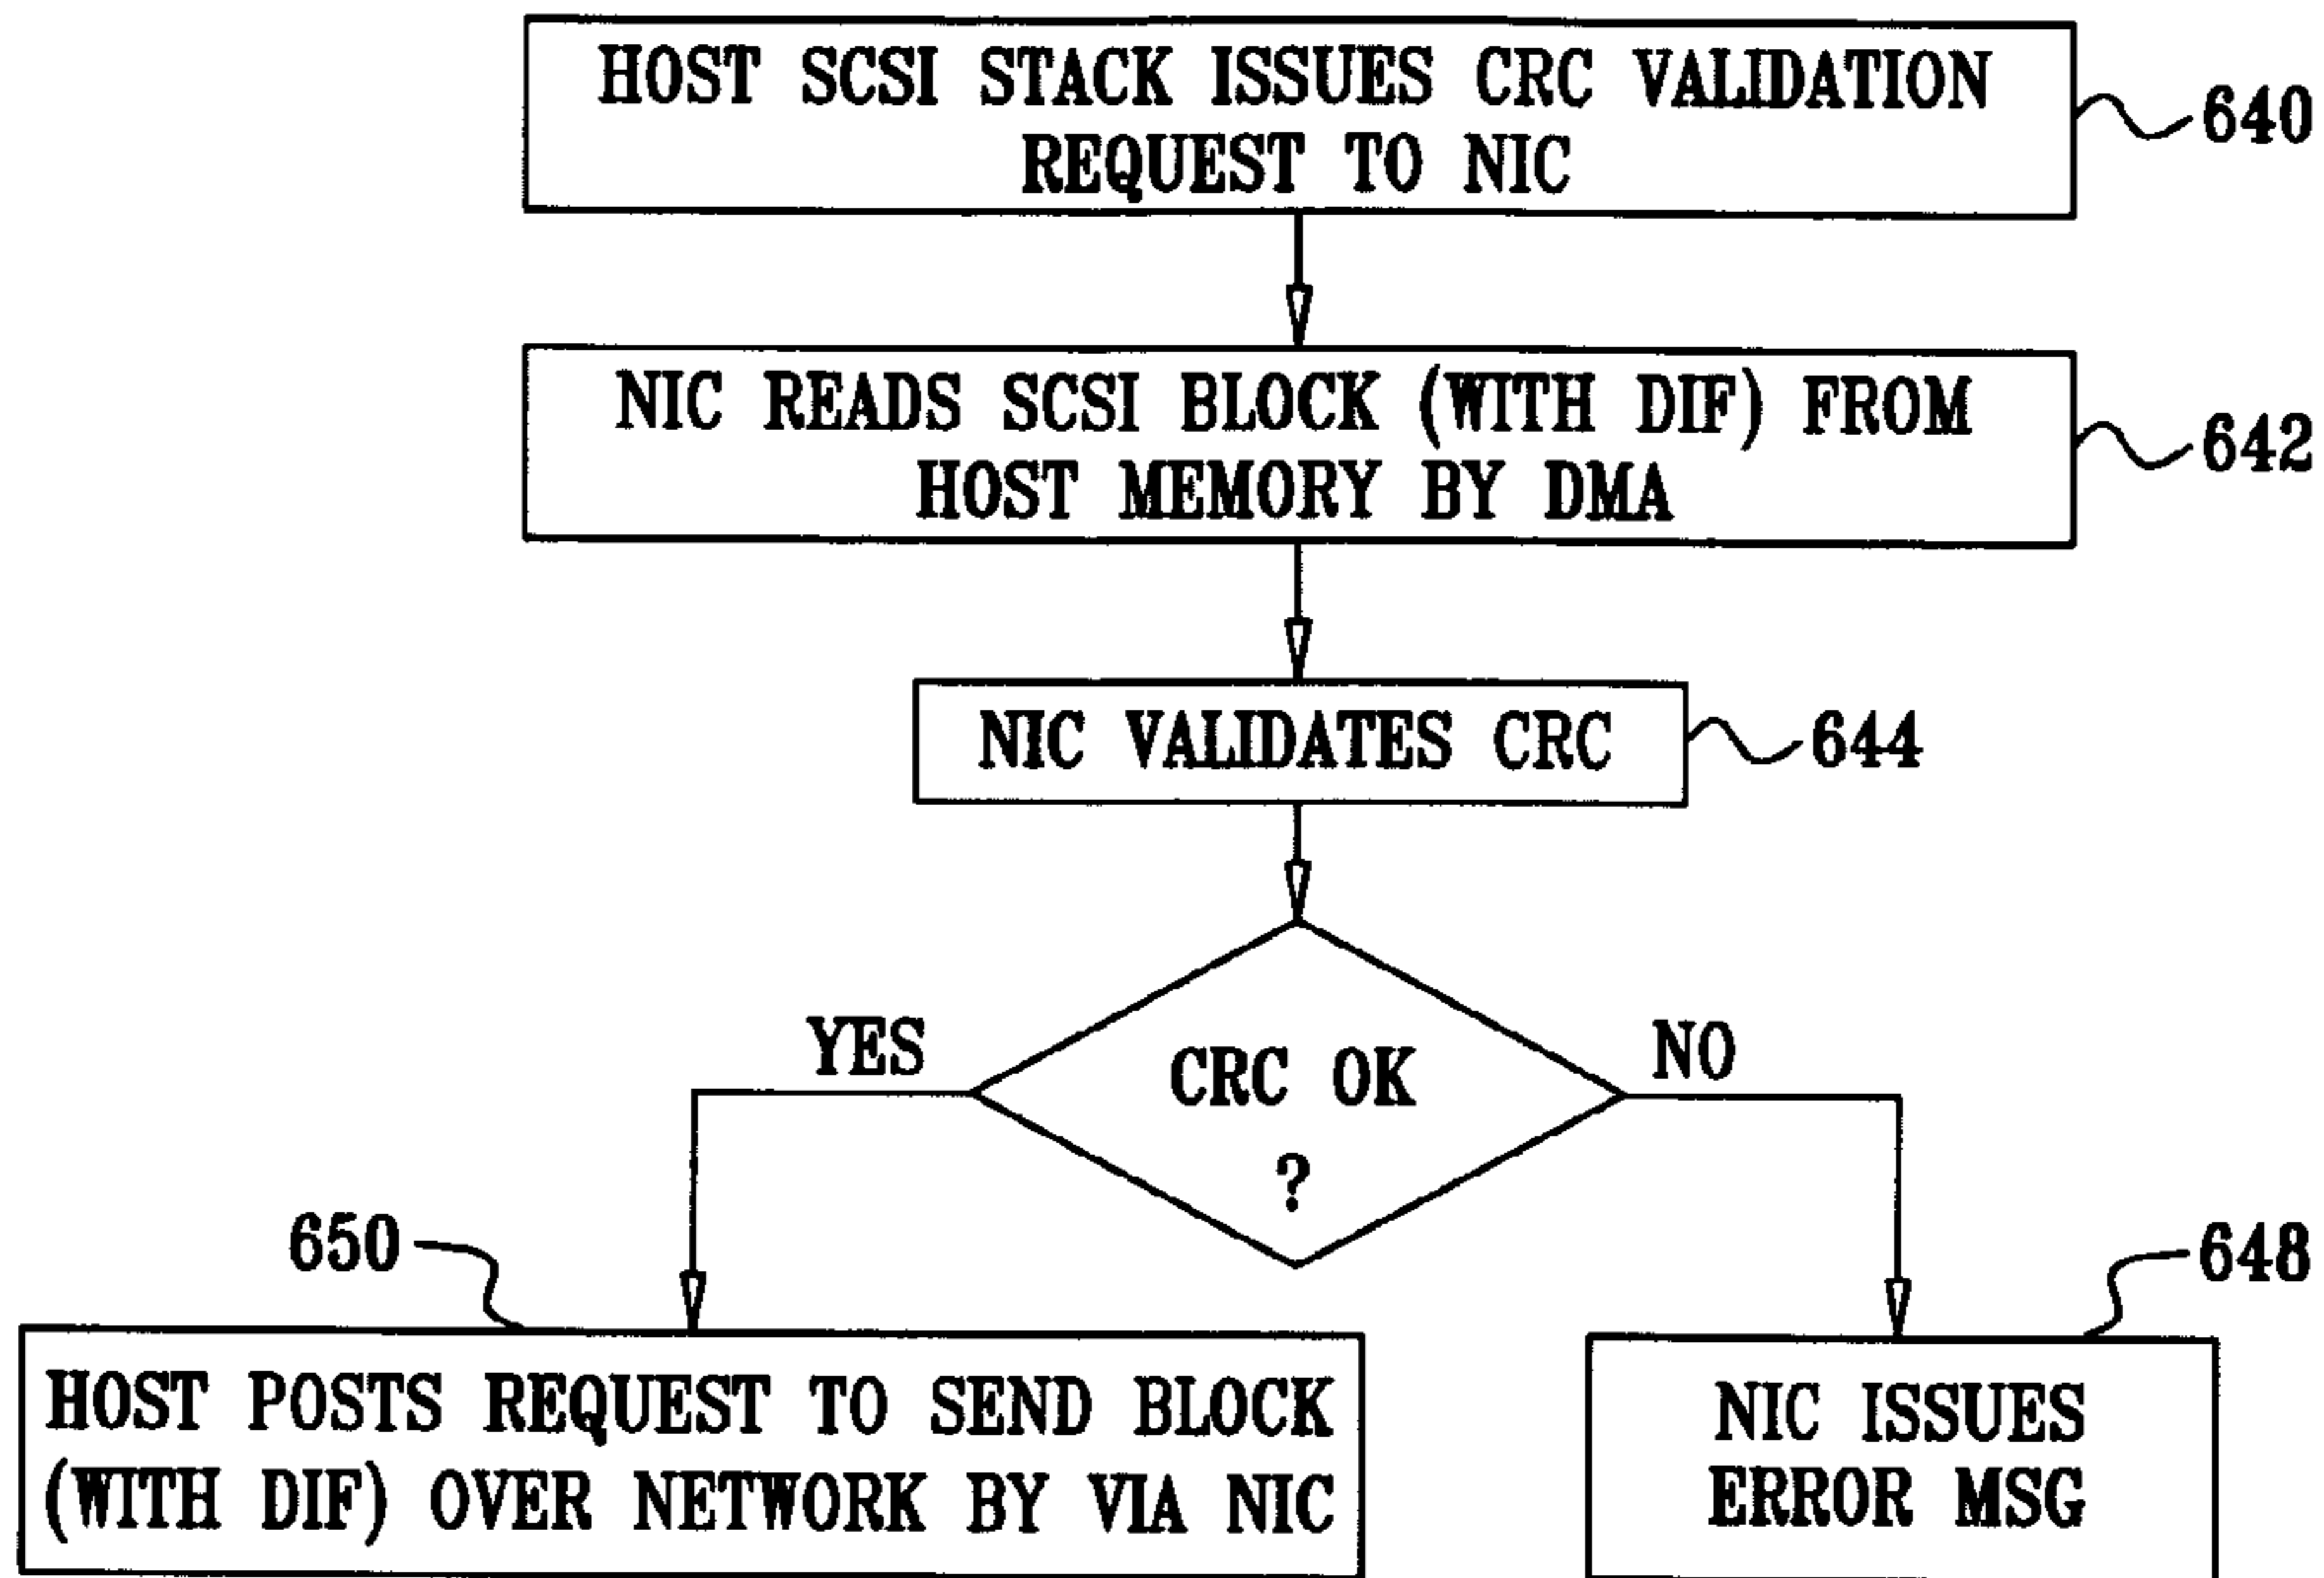 HOST SCSI STACK ISSUES CRC VALIDATION
REQUEST TO NIC
640
NIC READS SCSI BLOCK (WITH DIF) FROM
HOST MEMORY BY DMA
642
NIC VALIDATES CRC
644
YES
CRC OK
?
NO
650
648
HOST POSTS REQUEST TO SEND BLOCK
(WITH DIF) OVER NETWORK BY VIA NIC
NIC ISSUES
ERROR MSG